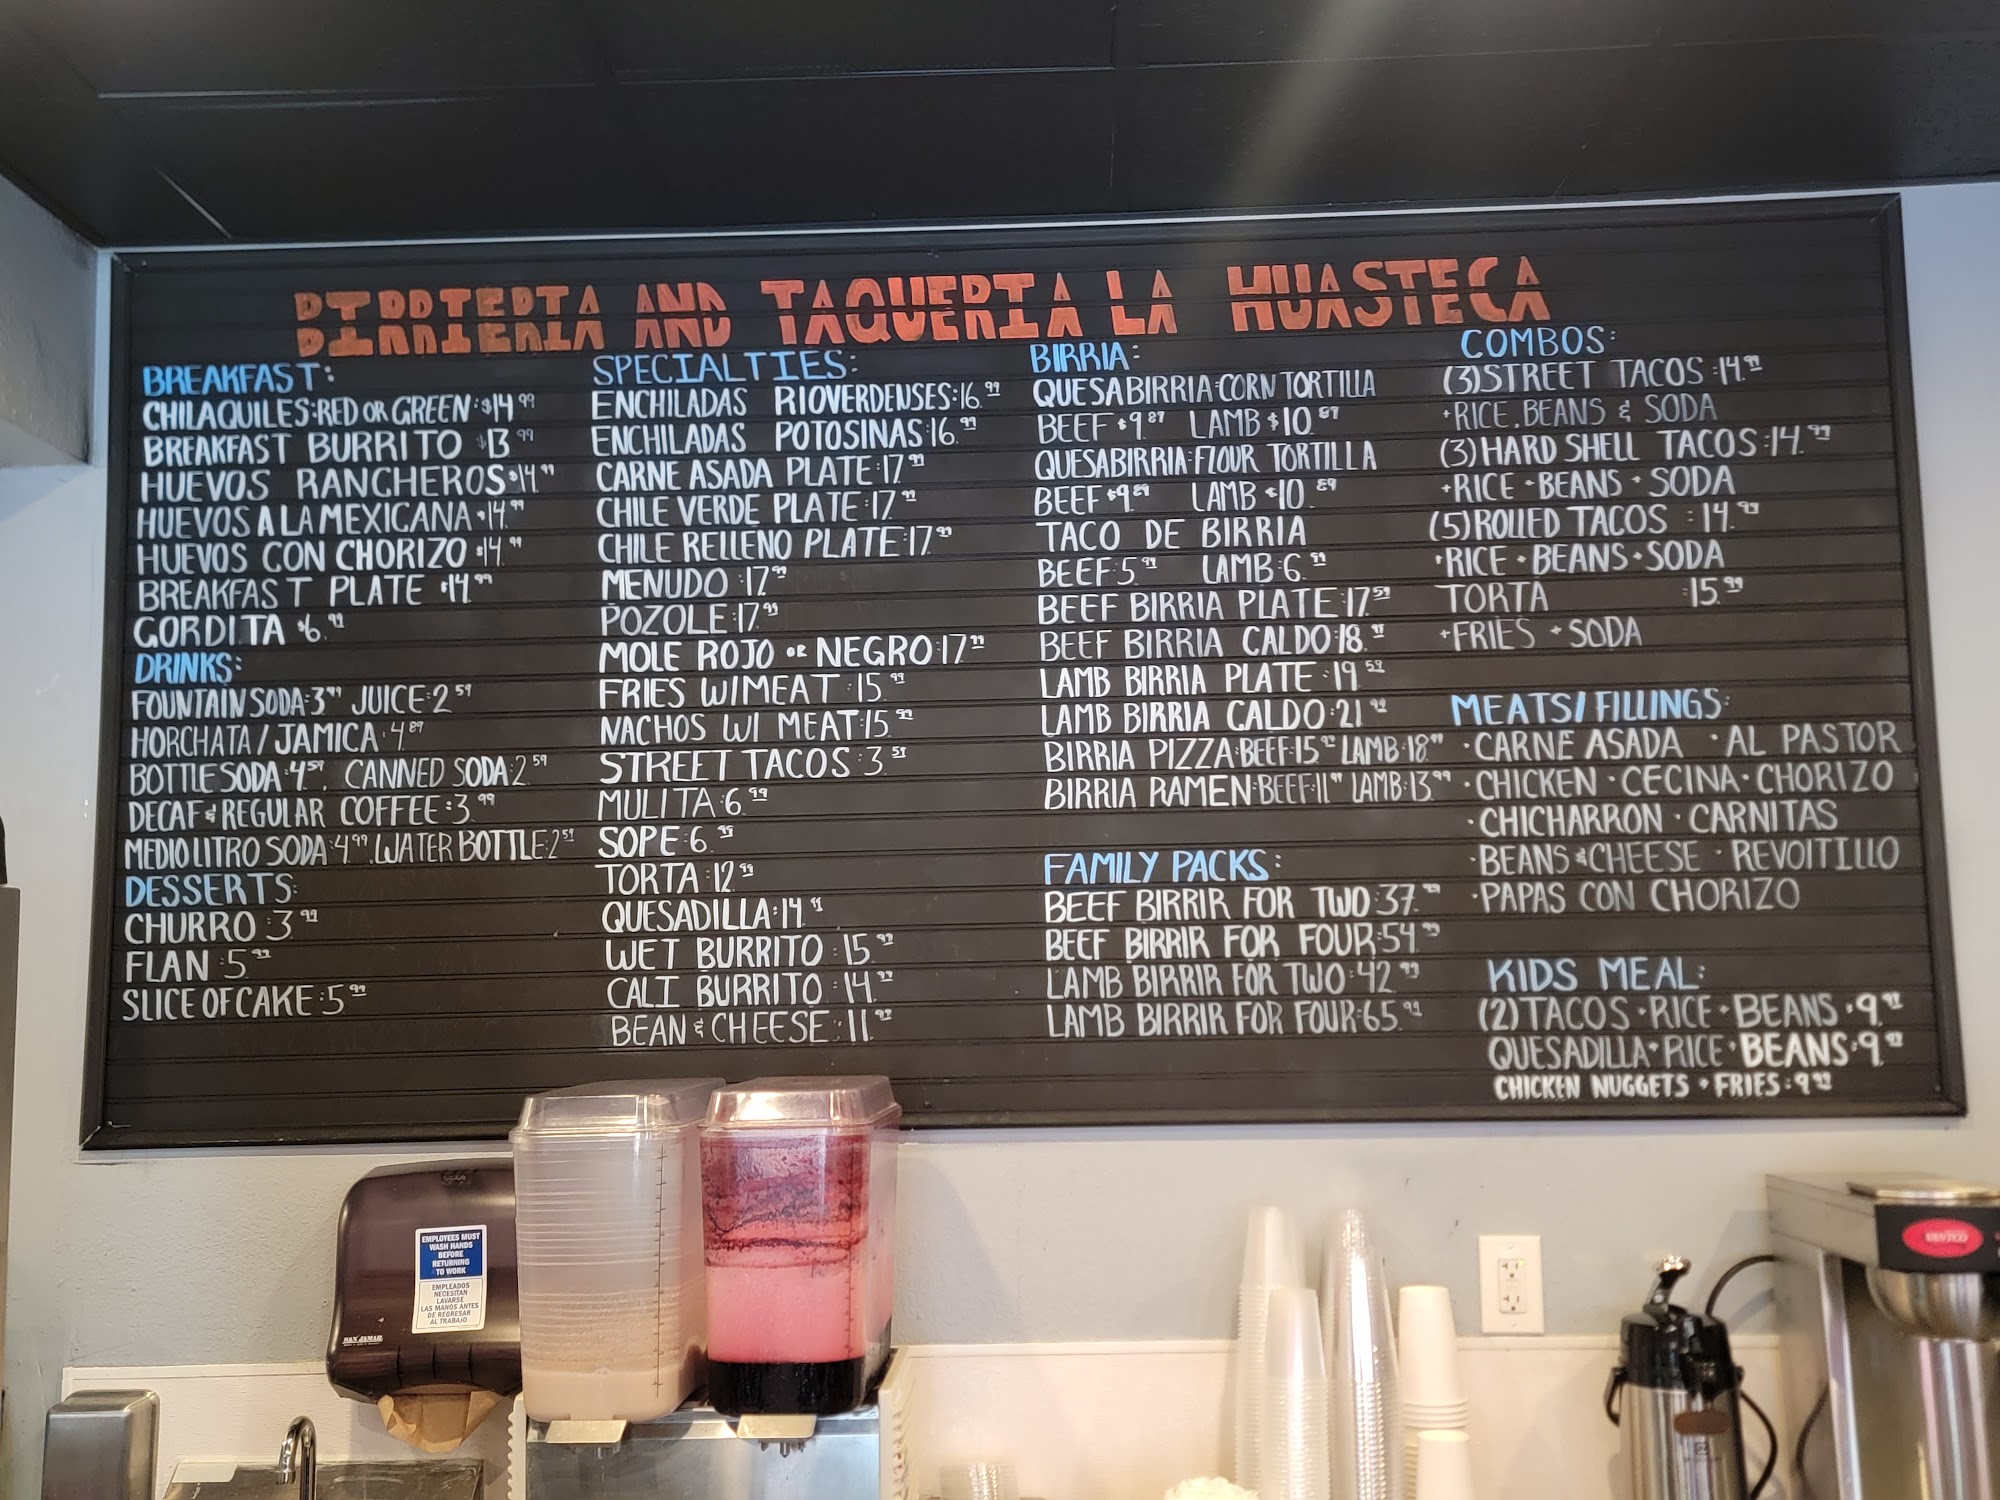 BIRRIERIA AND TAQUERIA LA HUASTECA
BREAKFAST:
CHILAQUILES:RED OR GREEN:$14.99
BREAKFAST BURRITO $13.99
HUEVOS RANCHEROS $14.99
HUEVOS A LA MEXICANA $14.99
HUEVOS CON CHORIZO $14.99
BREAKFAST PLATE $14.99
GORDITA $6.99
DRINKS:
FOUNTAIN SODA:3.99 JUICE:2.59
HORCHATA/JAMICA:4.89
BOTTLE SODA:4.59, CANNED SODA:2.59
DECAF & REGULAR COFFEE:3.99
MEDIO LITRO SODA:4.99, WATER BOTTLE:2.59
DESSERTS:
CHURRO:3.99
FLAN:5.99
SLICE OF CAKE:5.99
SPECIALTIES:
ENCHILADAS RIOVERDENSES:16.99
ENCHILADAS POTOSINAS:16.99
CARNE ASADA PLATE:17.99
CHILE VERDE PLATE:17.99
CHILE RELLENO PLATE:17.99
MENUDO:17.99
POZOLE:17.99
MOLE ROJO OR NEGRO:17.99
FRIES W/MEAT:15.99
NACHOS W/ MEAT:15.99
STREET TACOS:3.59
MULITA:6.99
SOPE:6.99
TORTA:12.99
QUESADILLA:14.99
WET BURRITO:15.99
CALI BURRITO:14.99
BEAN & CHEESE:11.99
BIRRIA:
QUESABIRRIA:CORN TORTILLA
BEEF $9.89 LAMB $10.89
QUESABIRRIA:FLOUR TORTILLA
BEEF $9.89 LAMB $10.89
TACO DE BIRRIA
BEEF:5.99 LAMB:6.99
BEEF BIRRIA PLATE:17.59
BEEF BIRRIA CALDO:18.99
LAMB BIRRIA PLATE:19.59
LAMB BIRRIA CALDO:21.99
BIRRIA PIZZA:BEEF:15.99 LAMB:18.99
BIRRIA RAMEN:BEEF:11.99 LAMB:13.99
FAMILY PACKS:
BEEF BIRRIR FOR TWO:37.99
BEEF BIRRIR FOR FOUR:54.99
LAMB BIRRIR FOR TWO:42.99
LAMB BIRRIR FOR FOUR:65.99
COMBOS:
(3)STREET TACOS:14.99
+RICE, BEANS & SODA
(3)HARD SHELL TACOS:14.99
+RICE+BEANS+SODA
(5)ROLLED TACOS:14.99
+RICE+BEANS+SODA
TORTA :15.99
+FRIES+SODA
MEATS/FILLINGS:
·CARNE ASADA ·AL PASTOR
·CHICKEN ·CECINA ·CHORIZO
·CHICHARRON ·CARNITAS
·BEANS & CHEESE ·REVOITILLO
·PAPAS CON CHORIZO
KIDS MEAL:
(2)TACOS+RICE+BEANS:9.99
QUESADILLA+RICE+BEANS:9.99
CHICKEN NUGGETS+FRIES:9.99
EMPLOYEES MUST
WASH HANDS
BEFORE
RETURNING
TO WORK
EMPLEADOS
NECESITAN
LAVARSE
LAS MANOS ANTES
DE REGRESAR
AL TRABAJO
SAN JAMAR